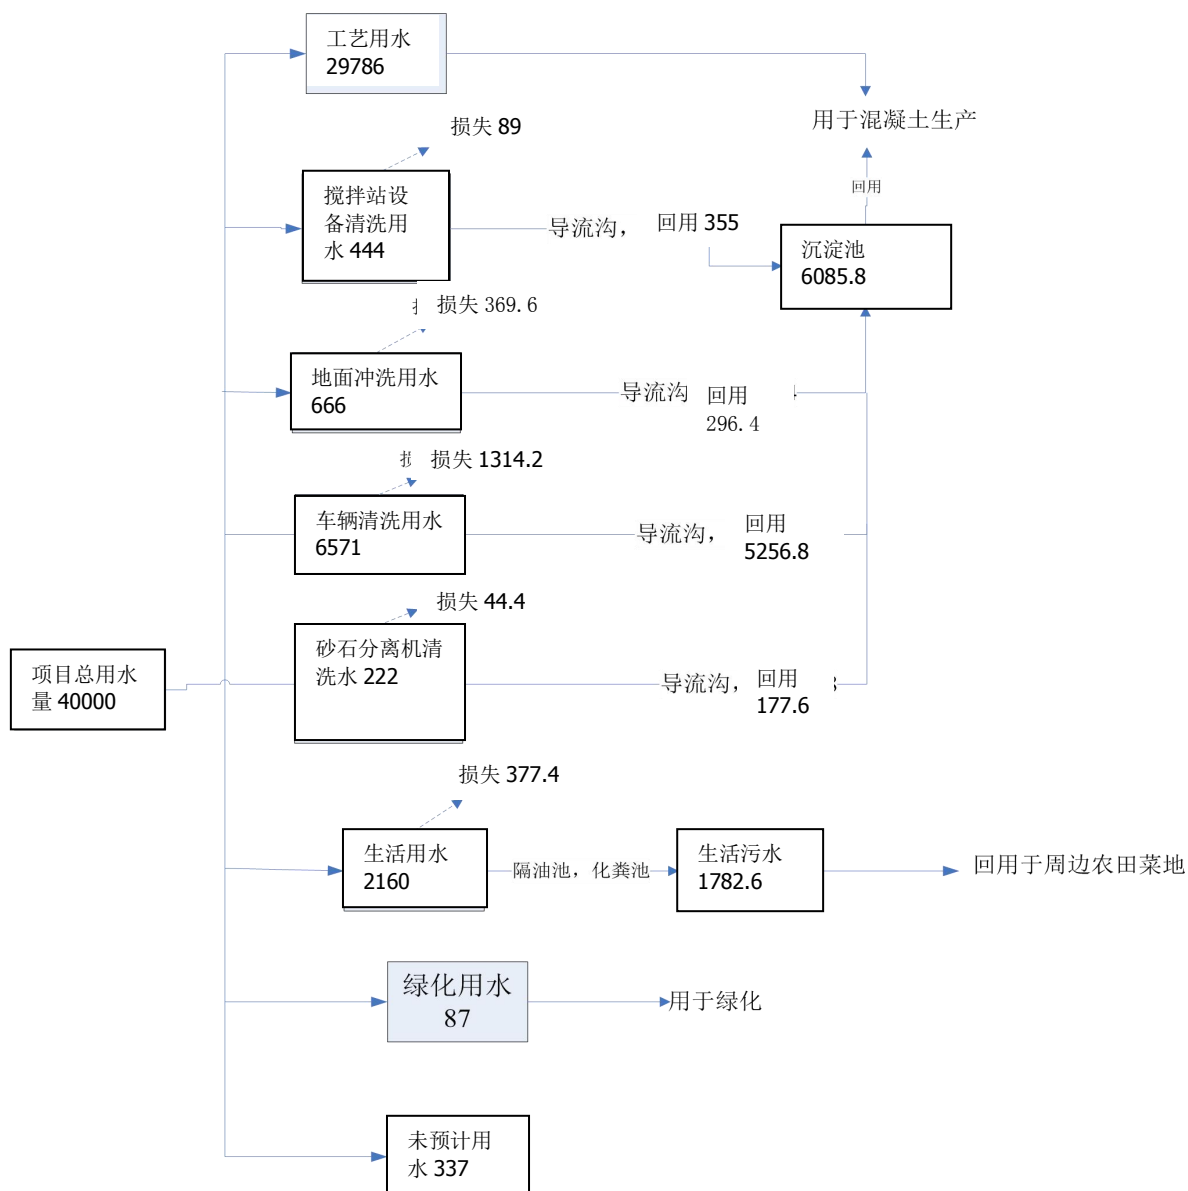 工艺用水
29786
用于混凝土生产
损失 89
回用
搅拌站设
备清洗用
水 444
导流沟，
回用 355
沉淀池
6085.8
损失 369.6
地面冲洗用水
666
导流沟
回用
296.4
损失 1314.2
车辆清洗用水
6571
导流沟，
回用
5256.8
损失 44.4
砂石分离机清
洗水 222
导流沟，
回用
177.6
项目总用水
量 40000
损失 377.4
生活用水
2160
隔油池，化粪池
生活污水
1782.6
回用于周边农田菜地
绿化用水
87
用于绿化
未预计用
水 337